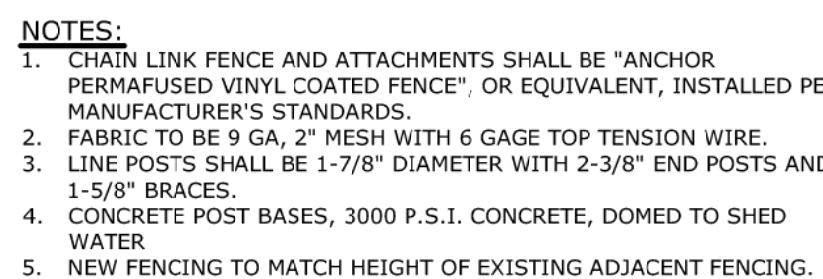 NOTES:
1. CHAIN LINK FENCE AND ATTACHMENTS SHALL BE "ANCHOR
PERMAFUSED VINYL COATED FENCE", OR EQUIVALENT, INSTALLED PE
MANUFACTURER'S STANDARDS.
2. FABRIC TO BE 9 GA, 2" MESH WITH 6 GAGE TOP TENSION WIRE.
3. LINE POSTS SHALL BE 1-7/8" DIAMETER WITH 2-3/8" END POSTS AND
1-5/8" BRACES.
4. CONCRETE POST BASES, 3000 P.S.I. CONCRETE, DOMED TO SHED
WATER
5. NEW FENCING TO MATCH HEIGHT OF EXISTING ADJACENT FENCING.